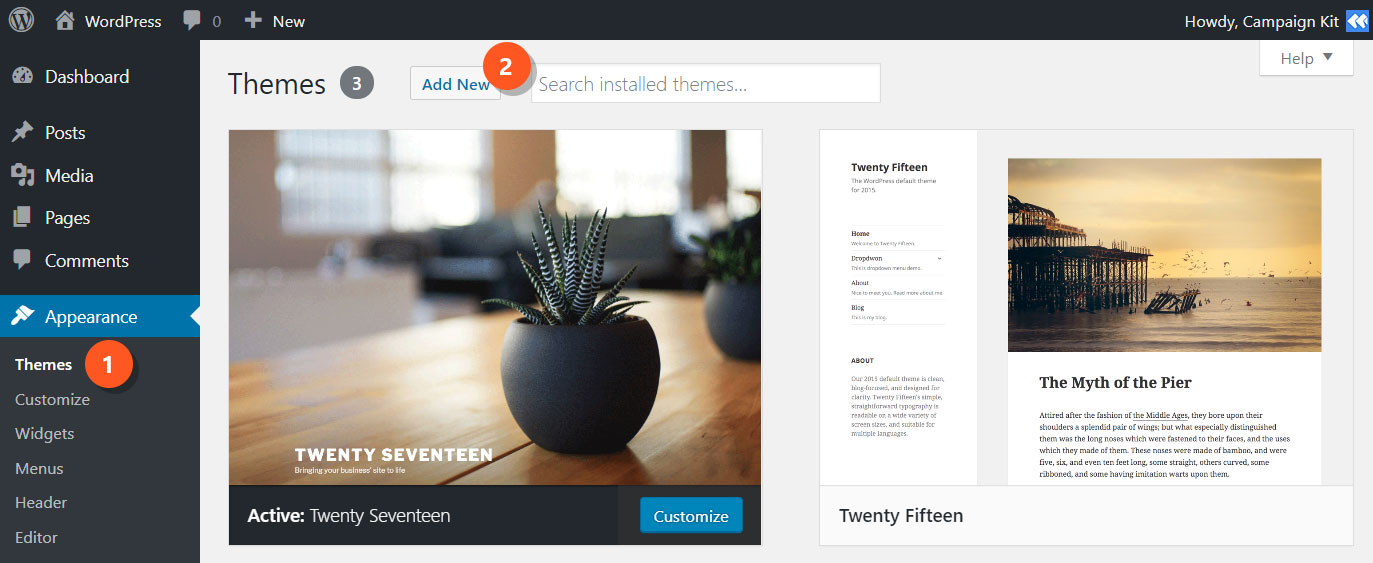 WordPress 0 New Howdy, Campaign Kit
Dashboard
Posts
Media
Pages
Comments
Appearance
Themes 1
Customize
Widgets
Menus
Header
Editor
Help
Themes 3 Add New 2 Search installed themes...
TWENTY SEVENTEEN
Bringing your business' site to life
Active: Twenty Seventeen Customize
Twenty Fifteen
The WordPress default theme
for 2015.
Home
Welcome to Twenty Fifteen.
Dropdwon
This is dropdown menu demo.
About
Nice to meet you. Read more about me.
Blog
This is my blog.
ABOUT
Our 2015 default theme is clean,
blog-focused, and designed for
clarity. Twenty Fifteen's simple,
straightforward typography is
readable on a wide variety of
screen sizes, and suitable for
multiple languages.
The Myth of the Pier
Attired after the fashion of the Middle Ages, they bore upon their
shoulders a splendid pair of wings; but what especially distinguished
them was the long noses which were fastened to their faces, and the uses
which they made of them. These noses were made of bamboo, and were
five, six, and even ten feet long, some straight, others curved, some
ribboned, and some having imitation warts upon them.
Twenty Fifteen